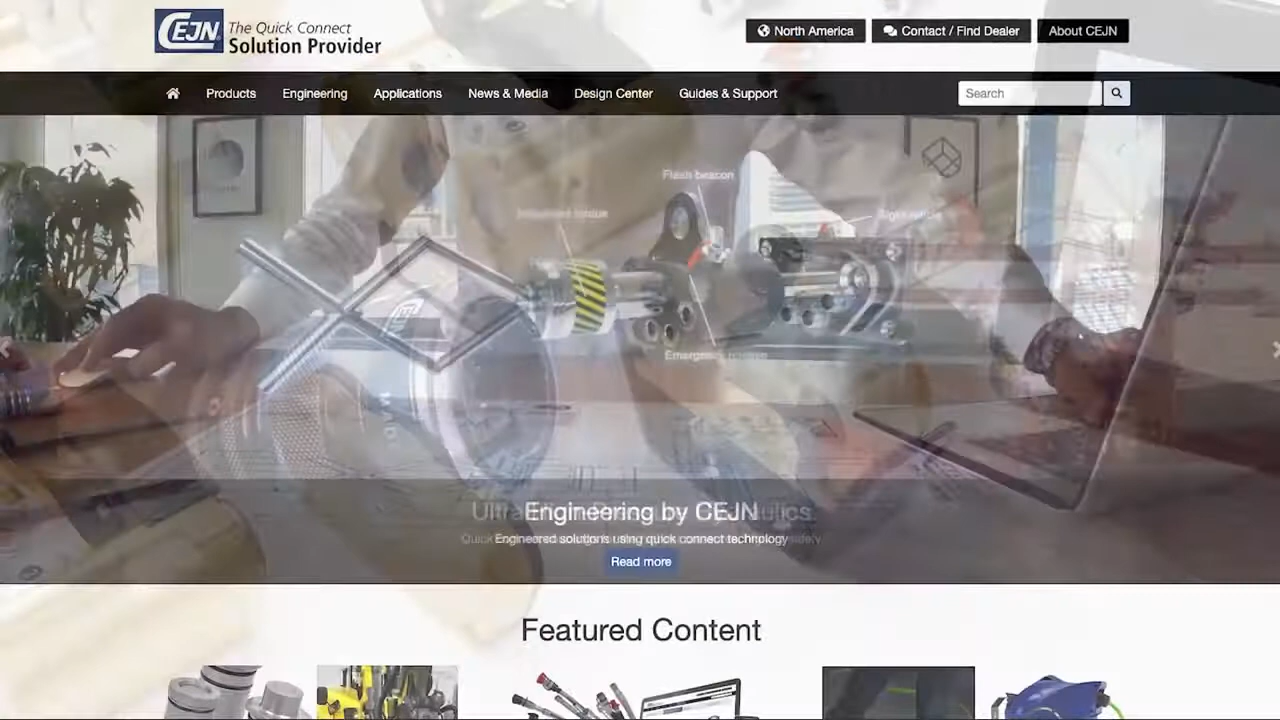 CEJN The Quick Connect
Solution Provider
North America
Contact / Find Dealer
About CEJN
Products
Engineering
Applications
News & Media
Design Center
Guides & Support
Search
Flash beacon
Engineering by CEJN
Engineered solutions using quick connect technology
Read more
Featured Content